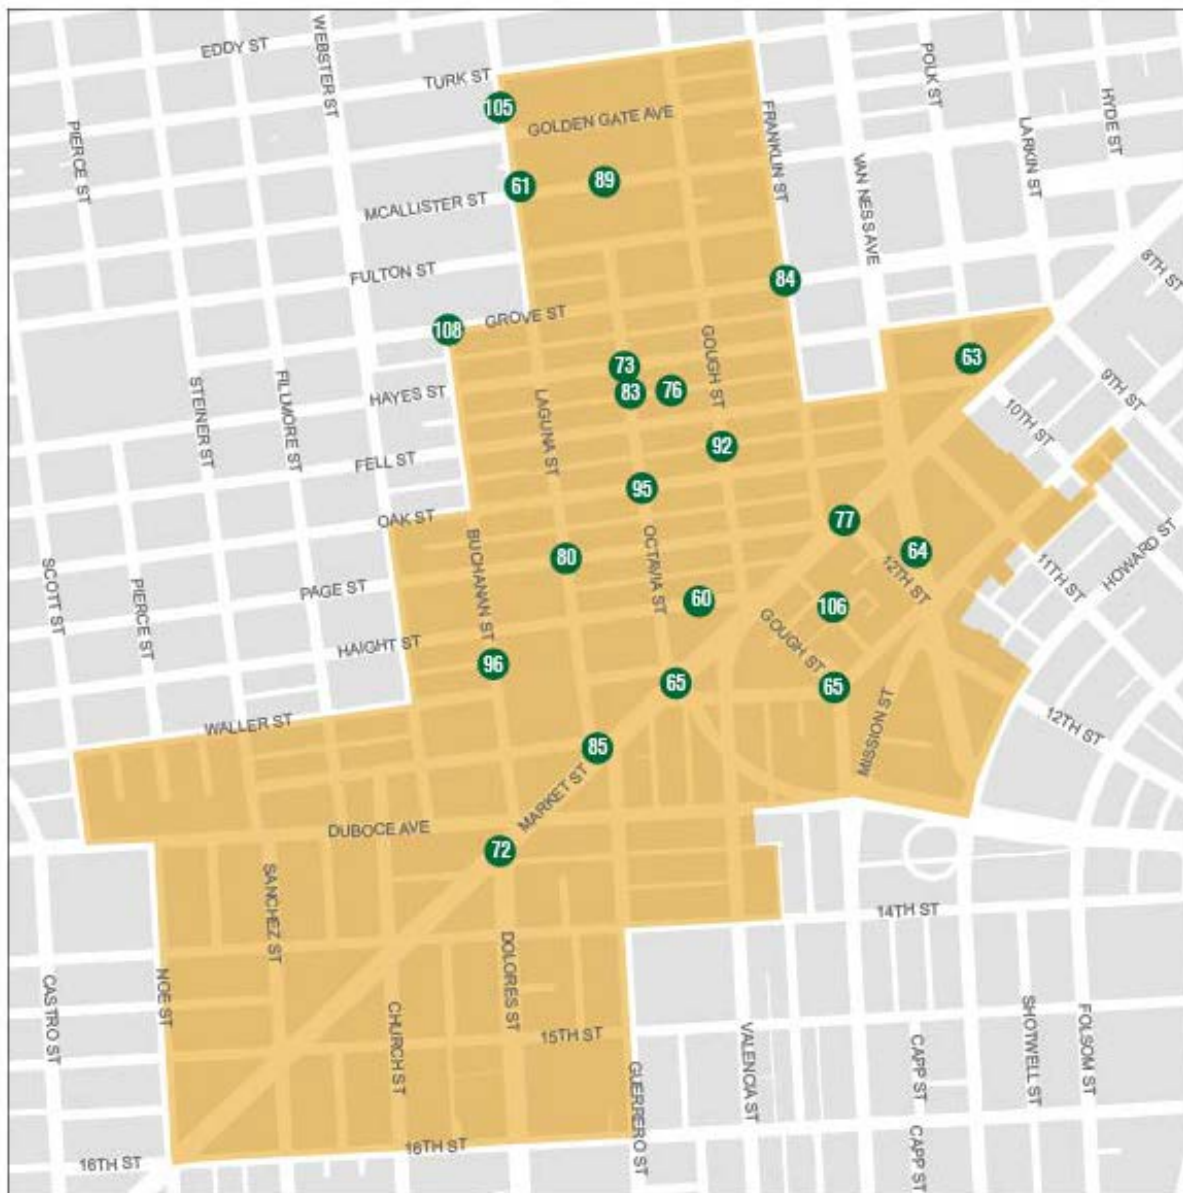 EDDY ST
WEBSTER ST
TURK ST
POLK ST
HYDE ST
PIERCE ST
105
GOLDEN GATE AVE
FRANKLIN ST
LARKIN ST
VAN NESS AVE
61
89
MCALLISTER ST
FULTON ST
8TH ST
84
GROVE ST
108
GOUGH ST
63
73
83
76
HAYES ST
STEINER ST
FILLMORE ST
LAGUNA ST
9TH ST
10TH ST
92
FELL ST
95
OAK ST
77
BUCHANAN ST
OCTAVIA ST
80
64
12TH ST
11TH ST
HOWARD ST
SCOTT ST
PIERCE ST
PAGE ST
60
106
HAIGHT ST
GOUGH ST
96
65
65
MISSION ST
12TH ST
WALLER ST
85
MARKET ST
DUBOCE AVE
72
SANCHEZ ST
14TH ST
DOLORES ST
CASTRO ST
NOE ST
CHURCH ST
15TH ST
VALENCIA ST
CAPP ST
SHOTWELL ST
FOLSOM ST
GUERRERO ST
16TH ST
16TH ST
CAPP ST